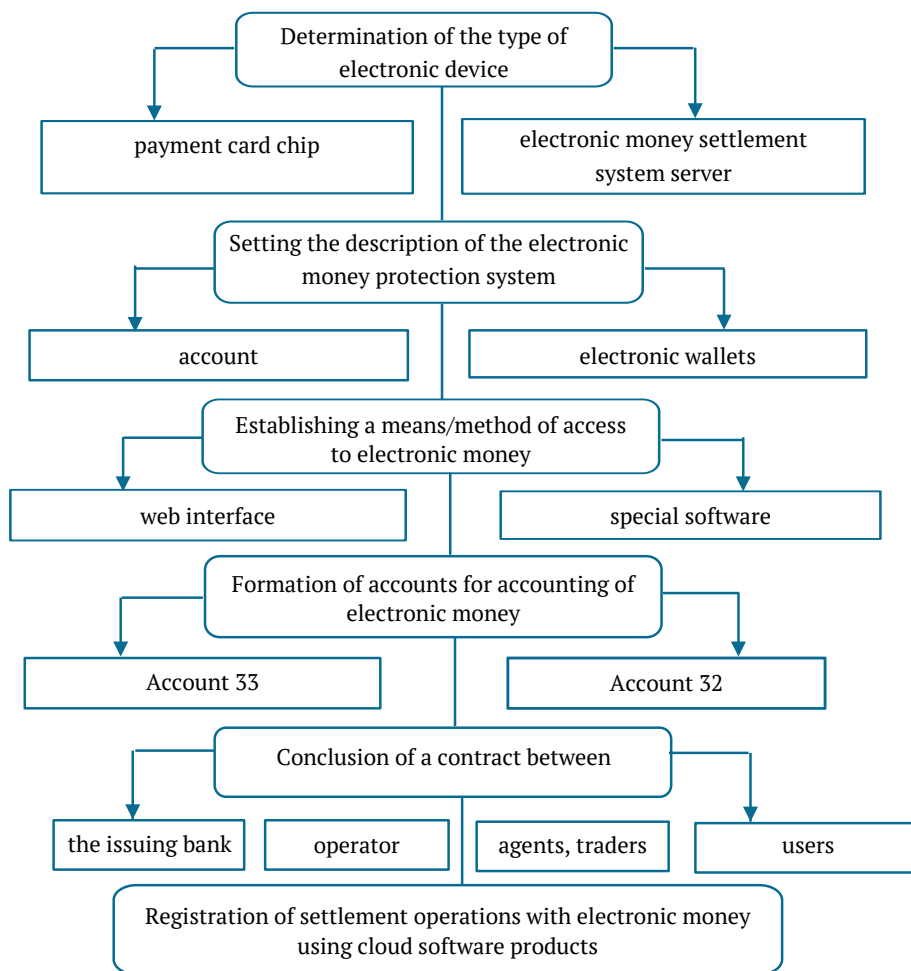 Determination of the type of
electronic device
payment card chip
electronic money settlement
system server
Setting the description of the electronic
money protection system
account
electronic wallets
Establishing a means/method of access
to electronic money
web interface
special software
Formation of accounts for accounting of
electronic money
Account 33
Account 32
Conclusion of a contract between
the issuing bank
operator
agents, traders
users
Registration of settlement operations with electronic money
using cloud software products